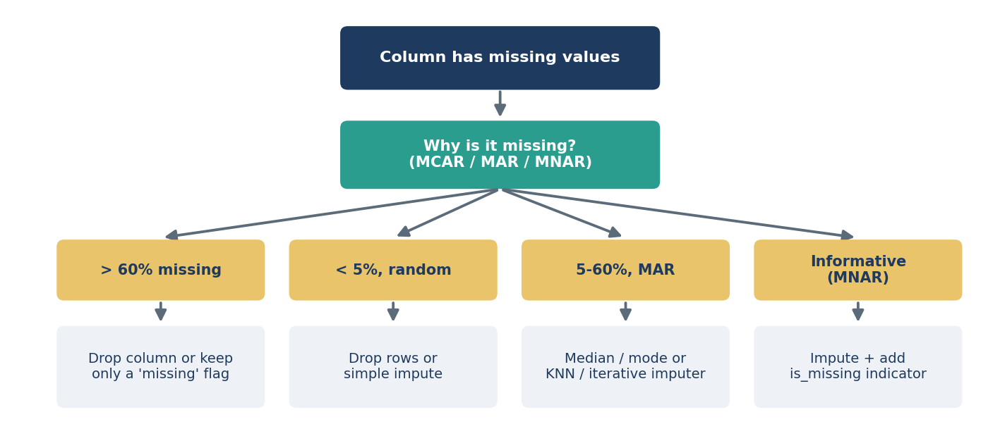 Column has missing values
Why is it missing?
(MCAR / MAR / MNAR)
> 60% missing
< 5%, random
5-60%, MAR
Informative
(MNAR)
Drop column or keep
only a 'missing' flag
Drop rows or
simple impute
Median / mode or
KNN / iterative imputer
Impute + add
is_missing indicator